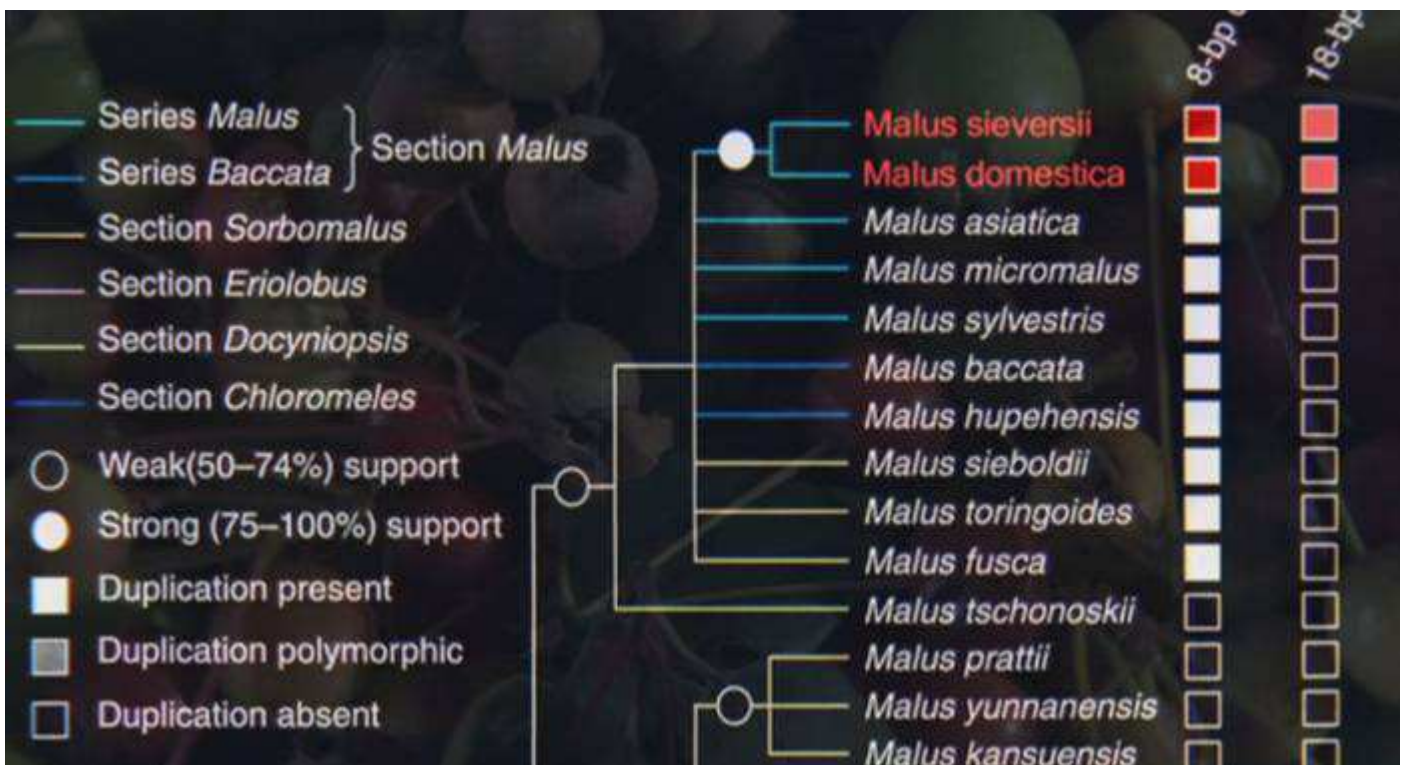 Series Malus
Series Baccata
Section Malus
Section Sorbomalus
Section Eriolobus
Section Docyniopsis
Section Chloromeles
Weak(50–74%) support
Strong (75–100%) support
Duplication present
Duplication polymorphic
Duplication absent
8-bp
18-bp
Malus sieversii
Malus domestica
Malus asiatica
Malus micromalus
Malus sylvestris
Malus baccata
Malus hupehensis
Malus sieboldii
Malus toringoides
Malus fusca
Malus tschonoskii
Malus prattii
Malus yunnanensis
Malus kansuensis